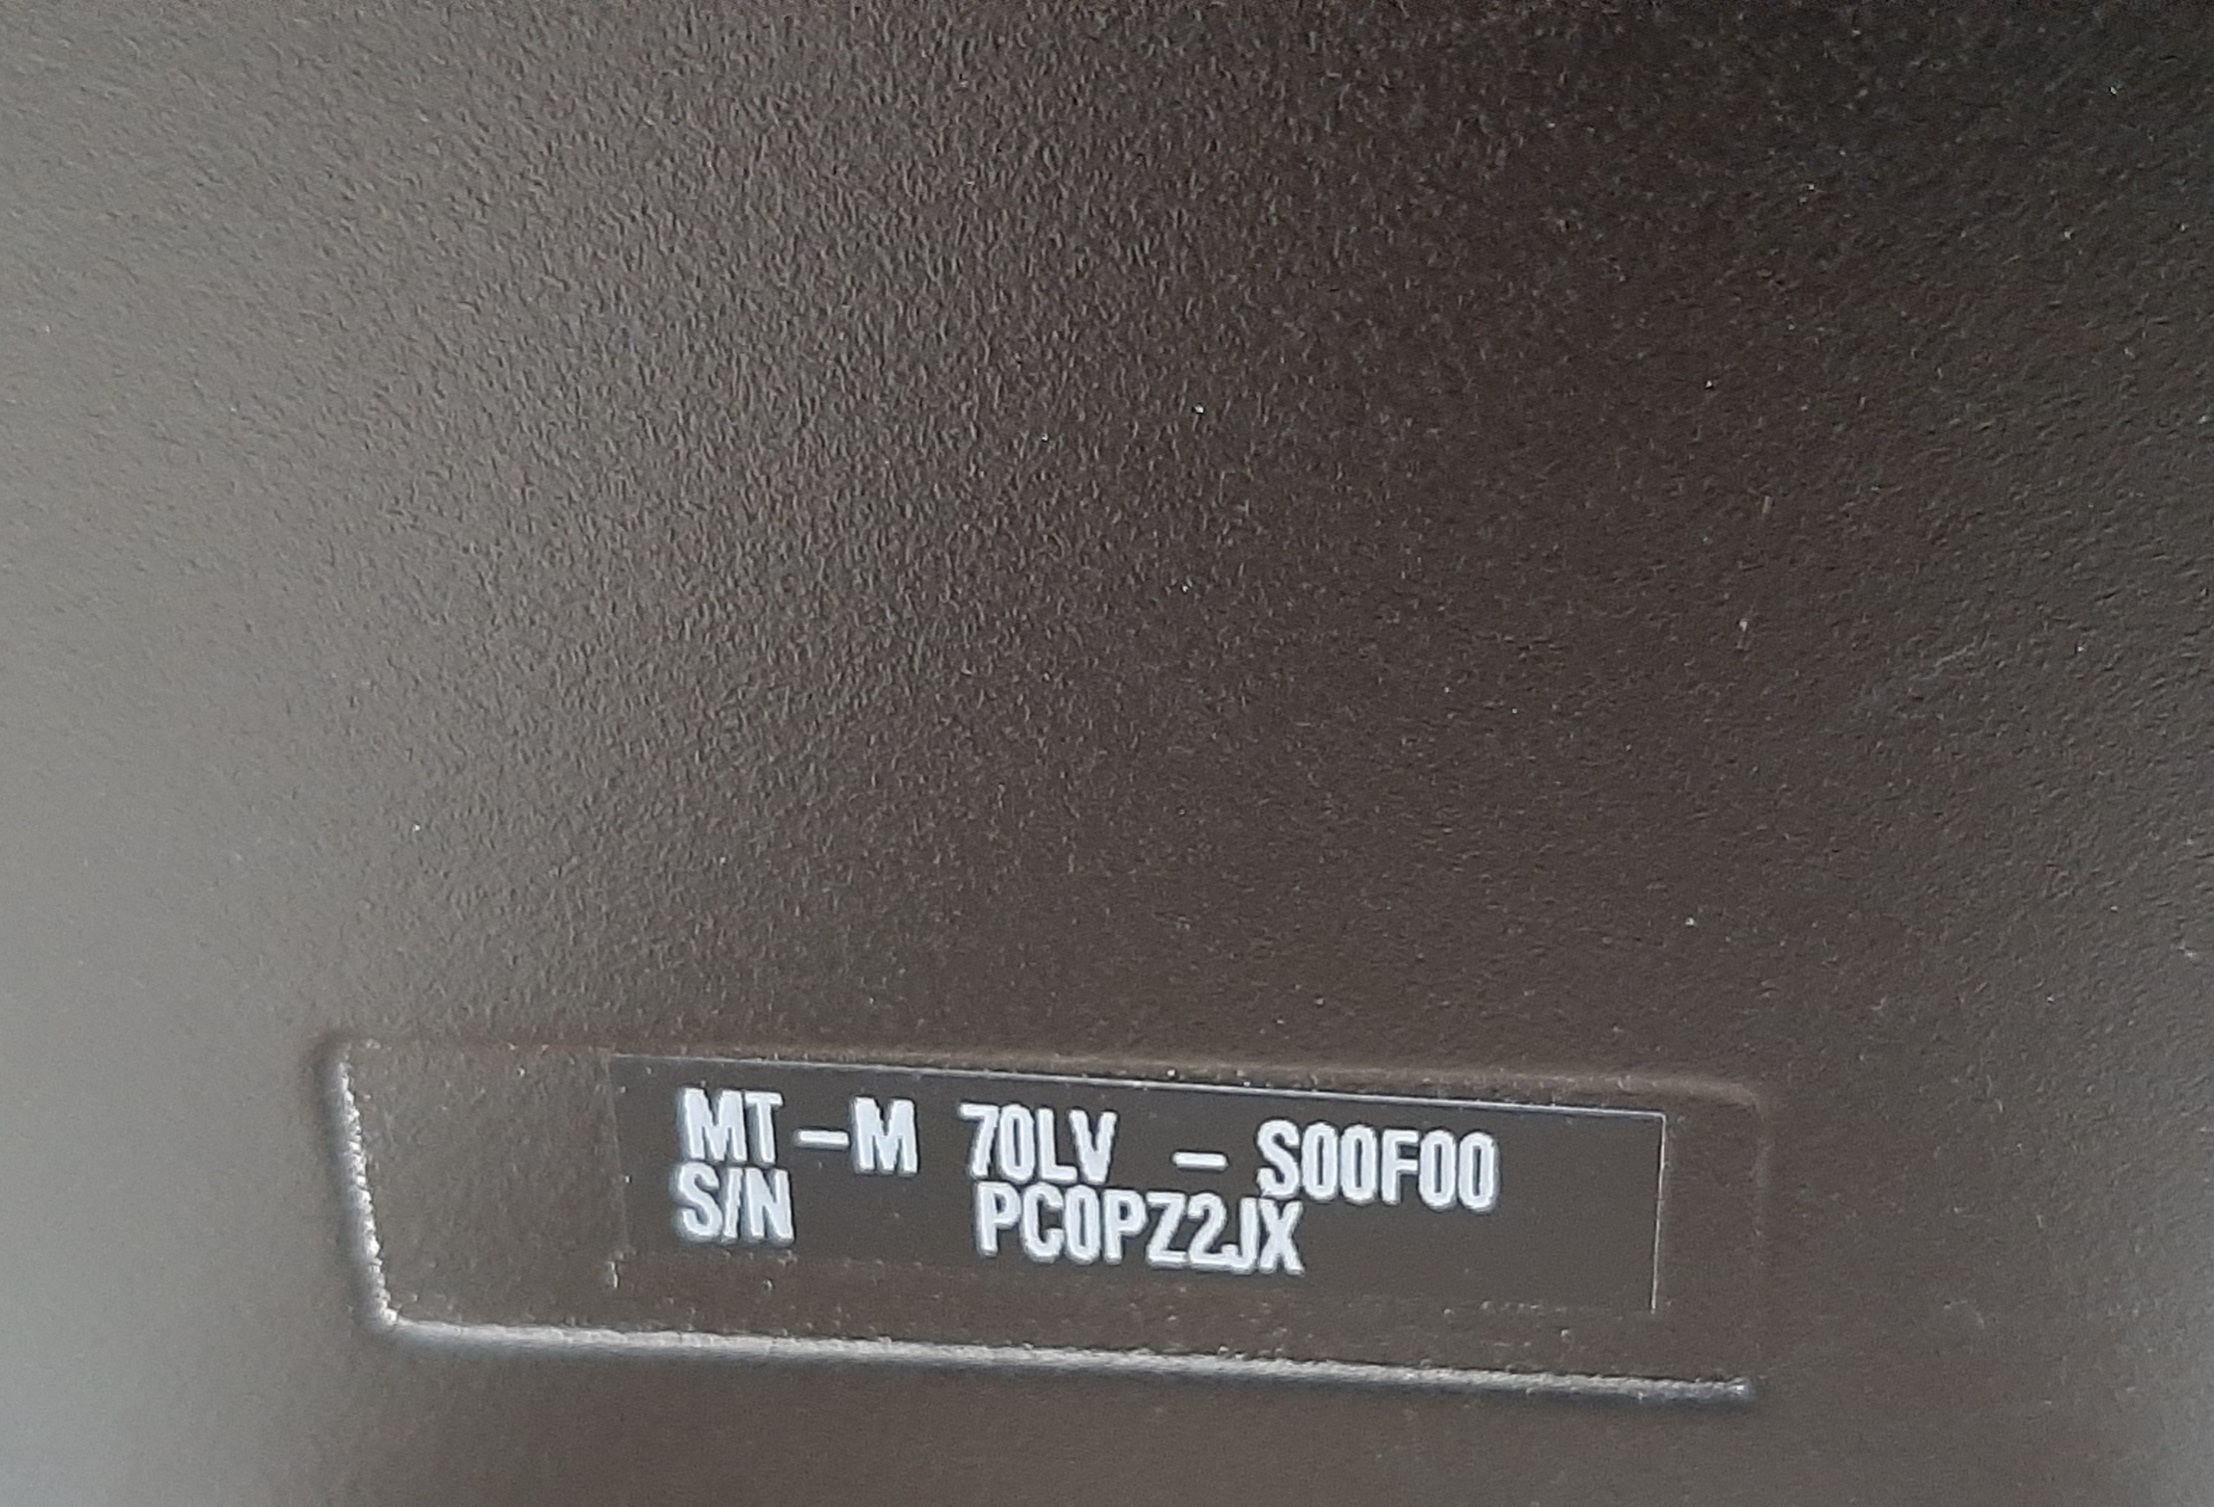 MT-M 70LV - S00F00
S/N PC0PZ2JX